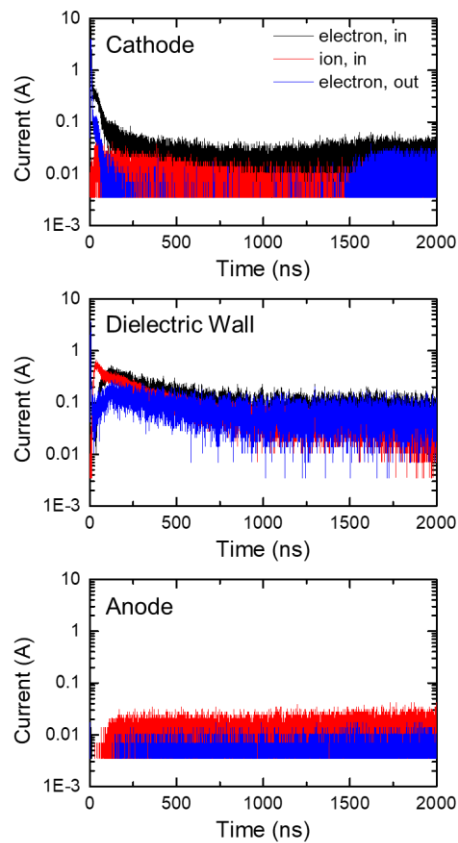 Cathode
electron, in
ion, in
electron, out
Current (A)
10
1
0.1
0.01
1E-3
0 500 1000 1500 2000
Time (ns)
Dielectric Wall
Current (A)
10
1
0.1
0.01
1E-3
0 500 1000 1500 2000
Time (ns)
Anode
Current (A)
10
1
0.1
0.01
1E-3
0 500 1000 1500 2000
Time (ns)